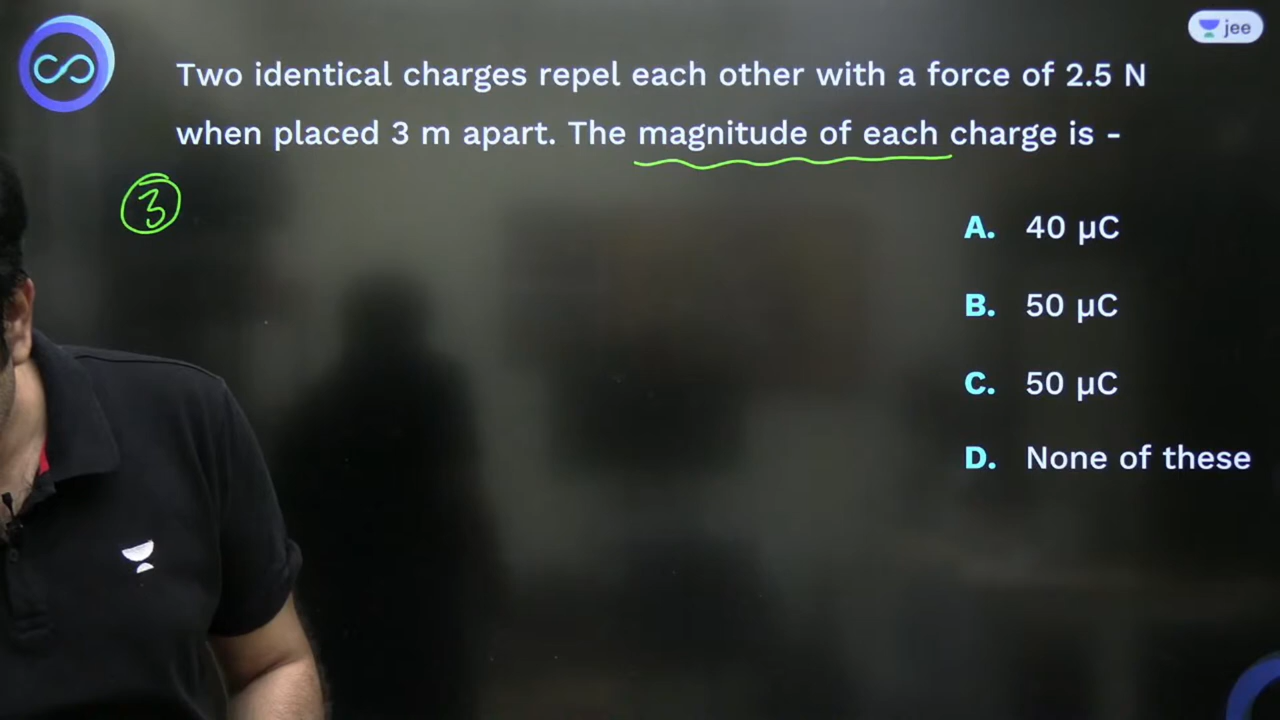 jee
Two identical charges repel each other with a force of 2.5 N
when placed 3 m apart. The magnitude of each charge is -
3
A. 40 µC
B. 50 µC
C. 50 µC
D. None of these